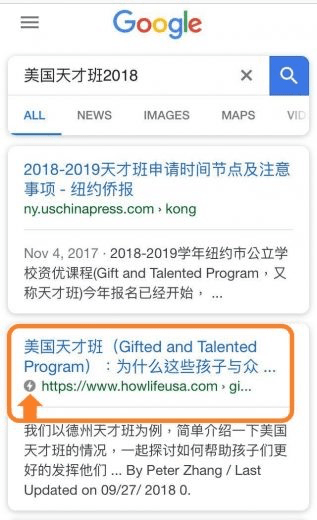 Google
美国天才班2018
ALL NEWS IMAGES MAPS VID
2018-2019天才班申请时间节点及注意
事项 - 纽约侨报
ny.uschinapress.com › kong
Nov 4, 2017 · 2018-2019学年纽约市公立学
校资优课程(Gift and Talented Program，又
称天才班)今年报名已经开始， ...
美国天才班（Gifted and Talented
Program）：为什么这些孩子与众 ...
https://www.howlifeusa.com › gi...
我们以德州天才班为例，简单介绍一下美国
天才班的情况，一起探讨如何帮助孩子们更
好的发挥他们 ... By Peter Zhang / Last
Updated on 09/27/ 2018 0.